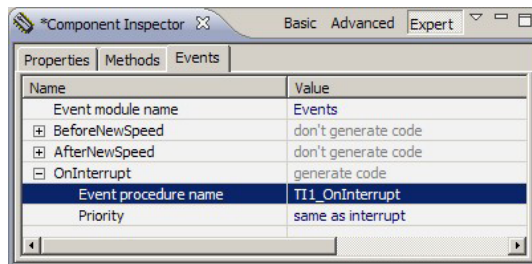 *Component Inspector Basic Advanced Expert
Properties Methods Events
Name Value
Event module name Events
BeforeNewSpeed don't generate code
AfterNewSpeed don't generate code
OnInterrupt generate code
Event procedure name TI1_OnInterrupt
Priority same as interrupt